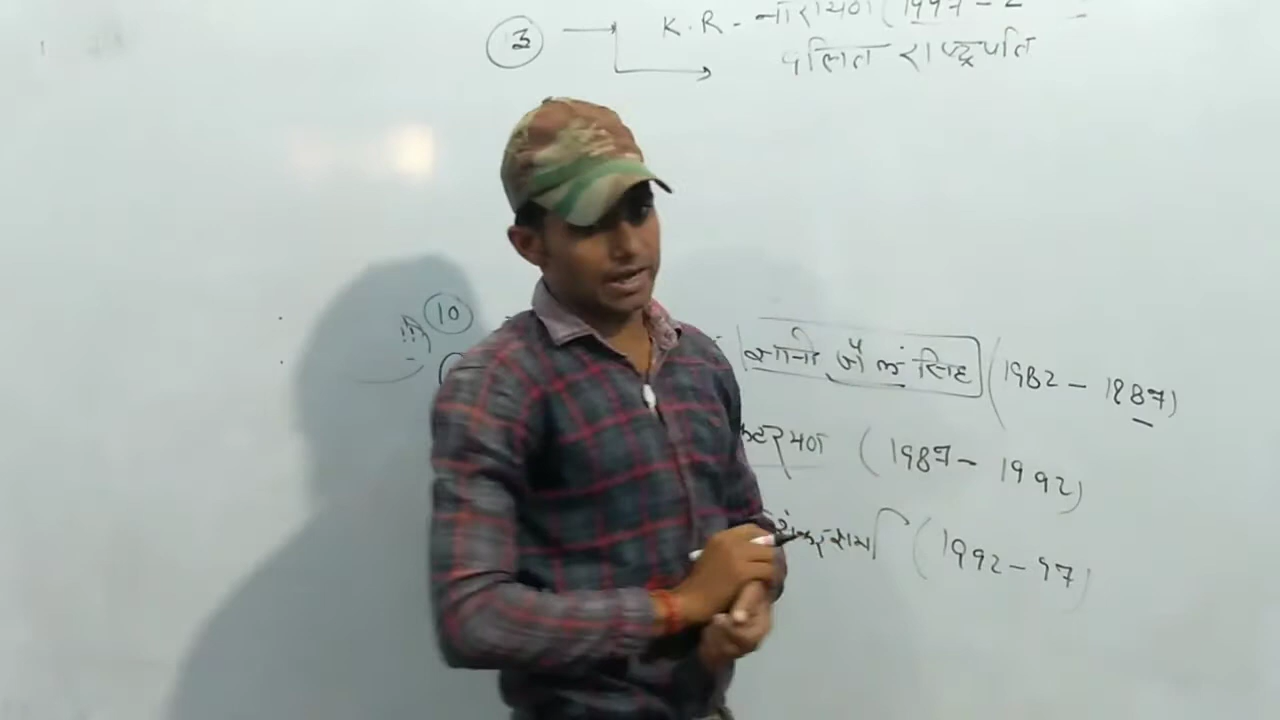 ③ K.R - नारायण (1997 - 2
दलित राष्ट्रपति
⑩ ज्ञानी जैल सिंह (1982 - 1987)
(1987 - 1992)
(1992 - 97)